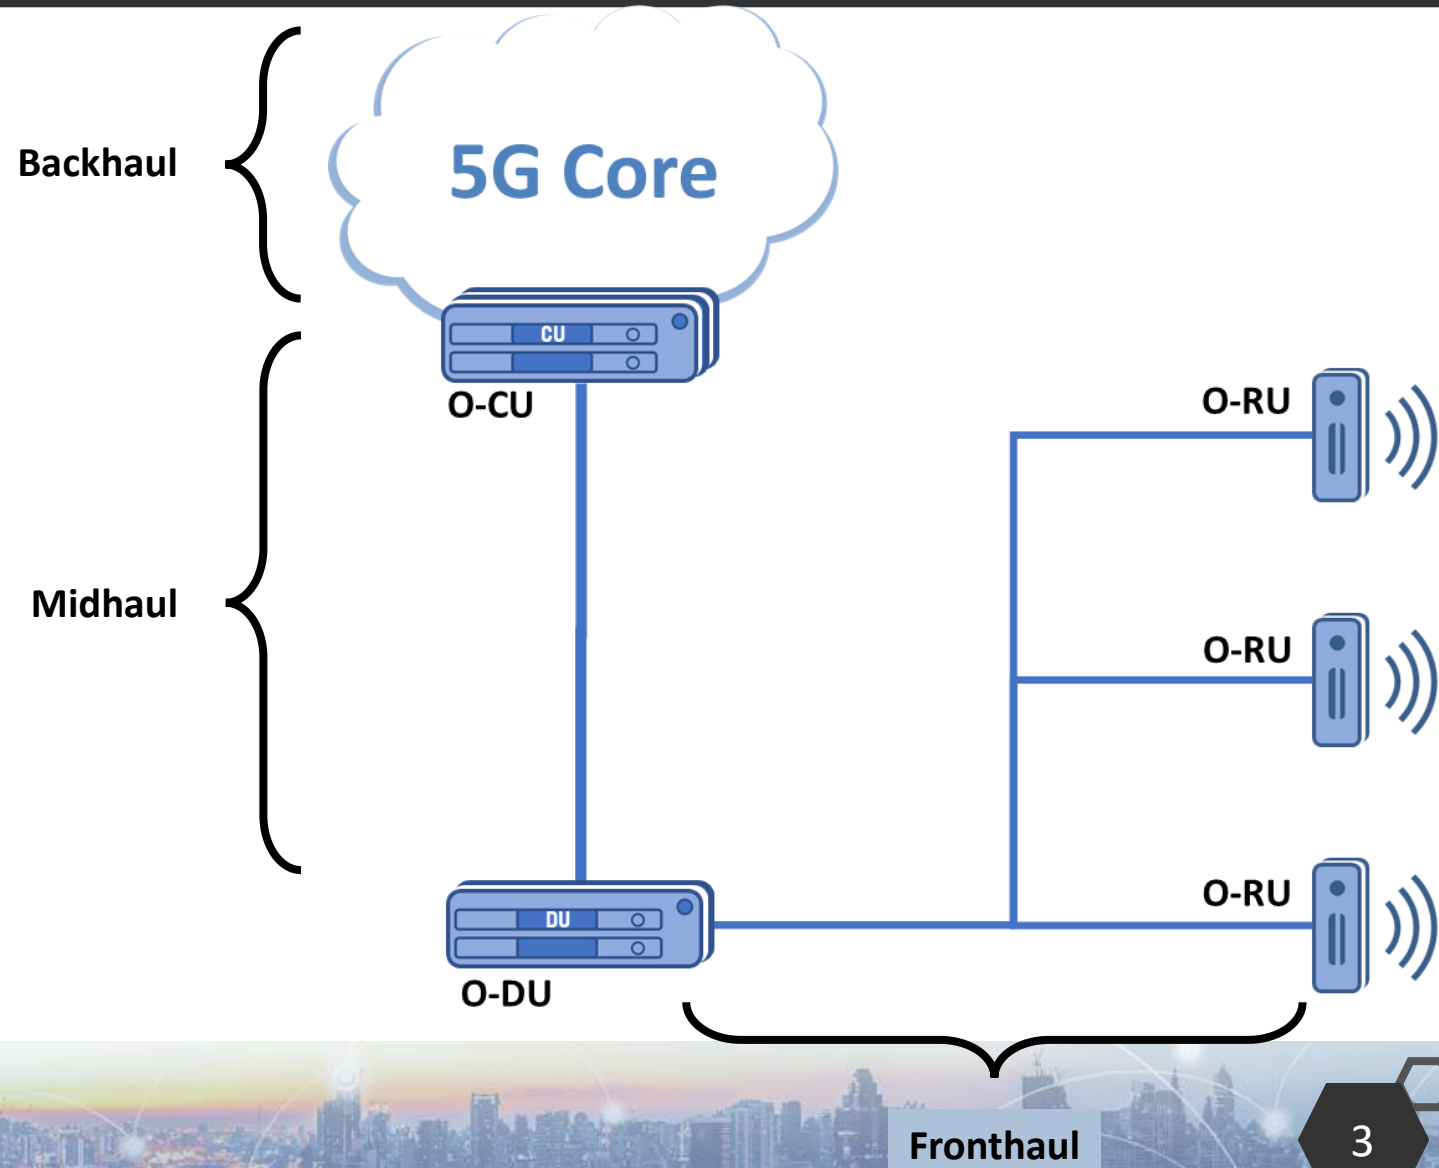 Backhaul
5G Core
CU
O-CU
Midhaul
O-RU
O-RU
O-RU
DU
O-DU
Fronthaul
3